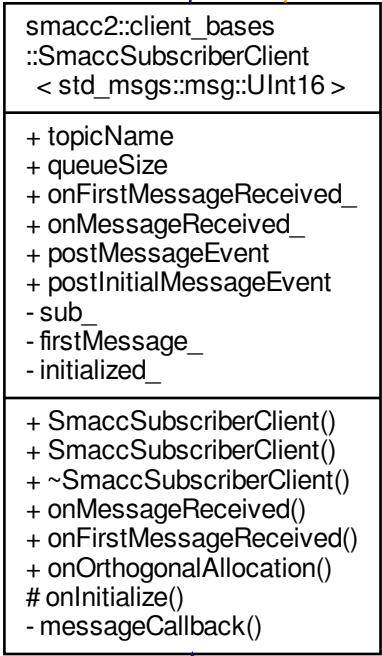 smacc2::client_bases
::SmaccSubscriberClient
< std_msgs::msg::UInt16 >
+ topicName
+ queueSize
+ onFirstMessageReceived_
+ onMessageReceived_
+ postMessageEvent
+ postInitialMessageEvent
- sub_
- firstMessage_
- initialized_
+ SmaccSubscriberClient()
+ SmaccSubscriberClient()
+ ~SmaccSubscriberClient()
+ onMessageReceived()
+ onFirstMessageReceived()
+ onOrthogonalAllocation()
# onInitialize()
- messageCallback()